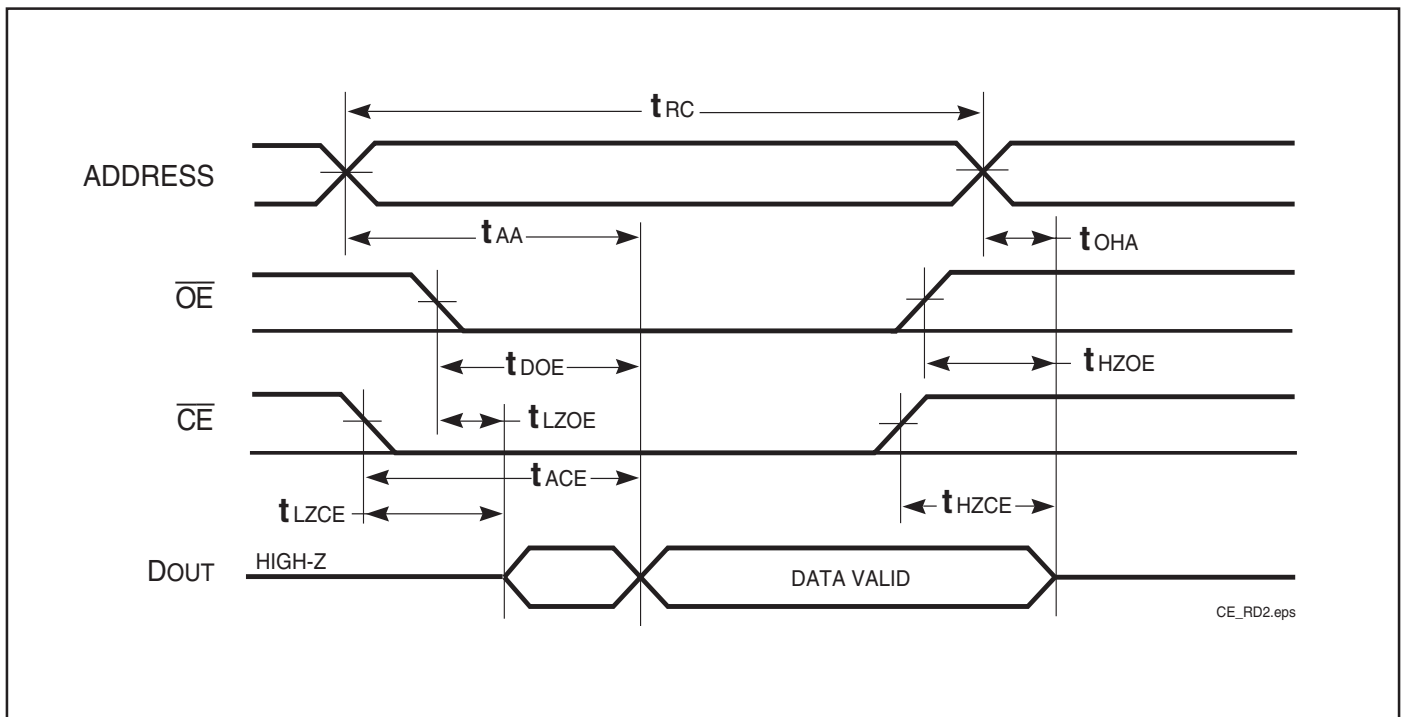 tRC
ADDRESS
tAA
tOHA
OE
tDOE
tHZOE
CE
tLZOE
tACE
tLZCE
tHZCE
DOUT
HIGH-Z
DATA VALID
CE_RD2.eps